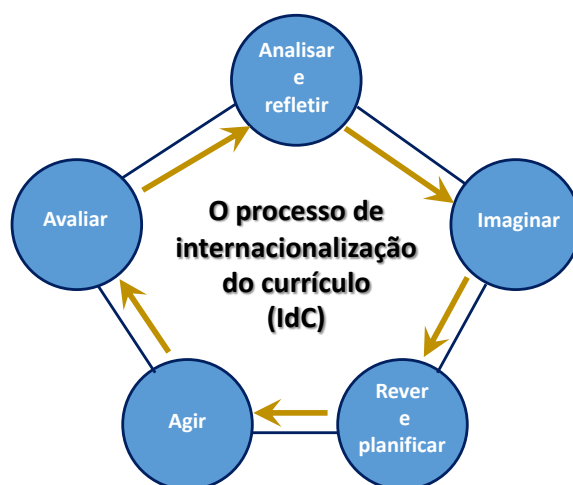 Analisar
e
refletir
Imaginar
Rever
e
planificar
Agir
Avaliar
O processo de
internacionalização
do currículo
(IdC)